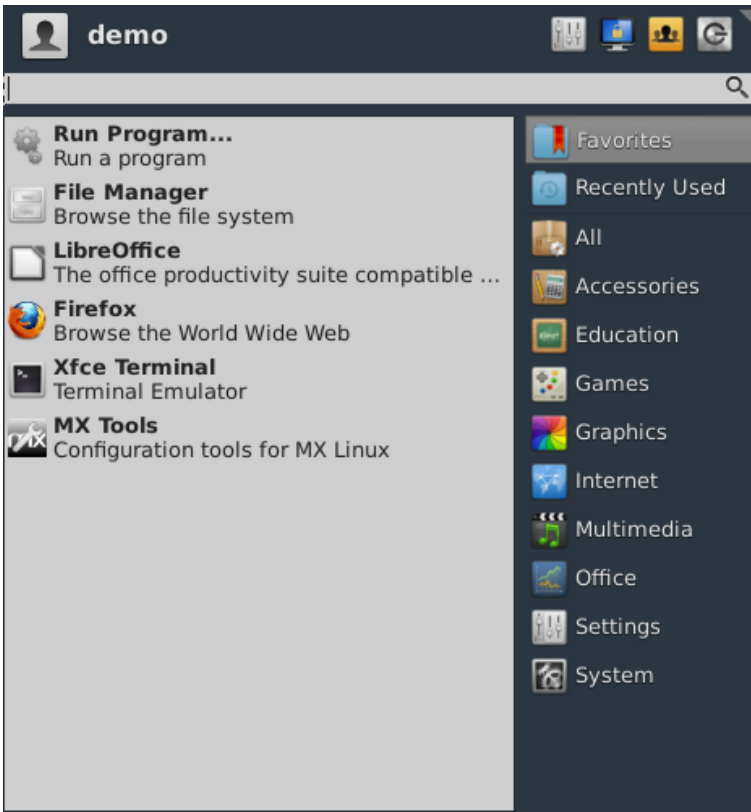 demo
Run Program...
Run a program
File Manager
Browse the file system
LibreOffice
The office productivity suite compatible ...
Firefox
Browse the World Wide Web
Xfce Terminal
Terminal Emulator
MX Tools
Configuration tools for MX Linux
Favorites
Recently Used
All
Accessories
Education
Games
Graphics
Internet
Multimedia
Office
Settings
System